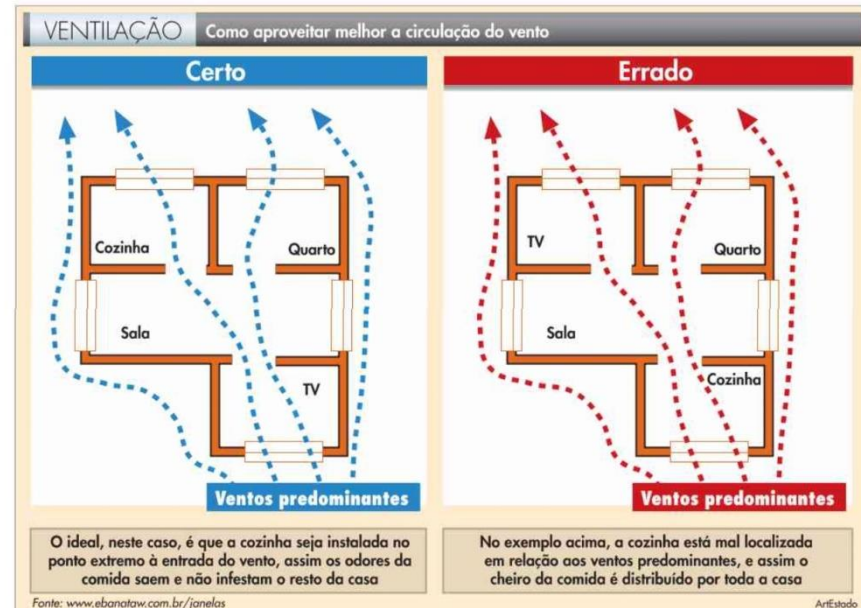 VENTILAÇÃO Como aproveitar melhor a circulação do vento
Certo
Cozinha
Quarto
Sala
TV
Ventos predominantes
O ideal, neste caso, é que a cozinha seja instalada no
ponto extremo à entrada do vento, assim os odores da
comida saem e não infestam o resto da casa
Errado
TV
Quarto
Sala
Cozinha
Ventos predominantes
No exemplo acima, a cozinha está mal localizada
em relação aos ventos predominantes, e assim o
cheiro da comida é distribuído por toda a casa
Fonte: www.ebanataw.com.br/janelas
ArtEstado